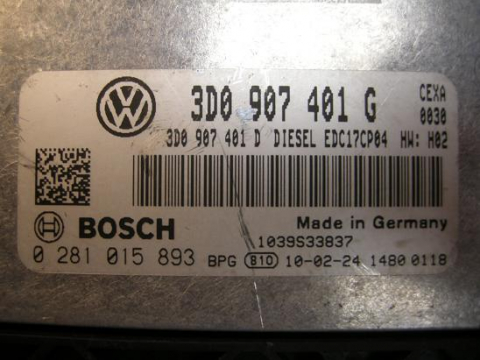 3D0 907 401 G CEXA
0030
3D0 907 401 D DIESEL EDC17CP04 HW: H02
BOSCH Made in Germany
1039S33837
0 281 015 893 BPG 810 10-02-24 1480 0118